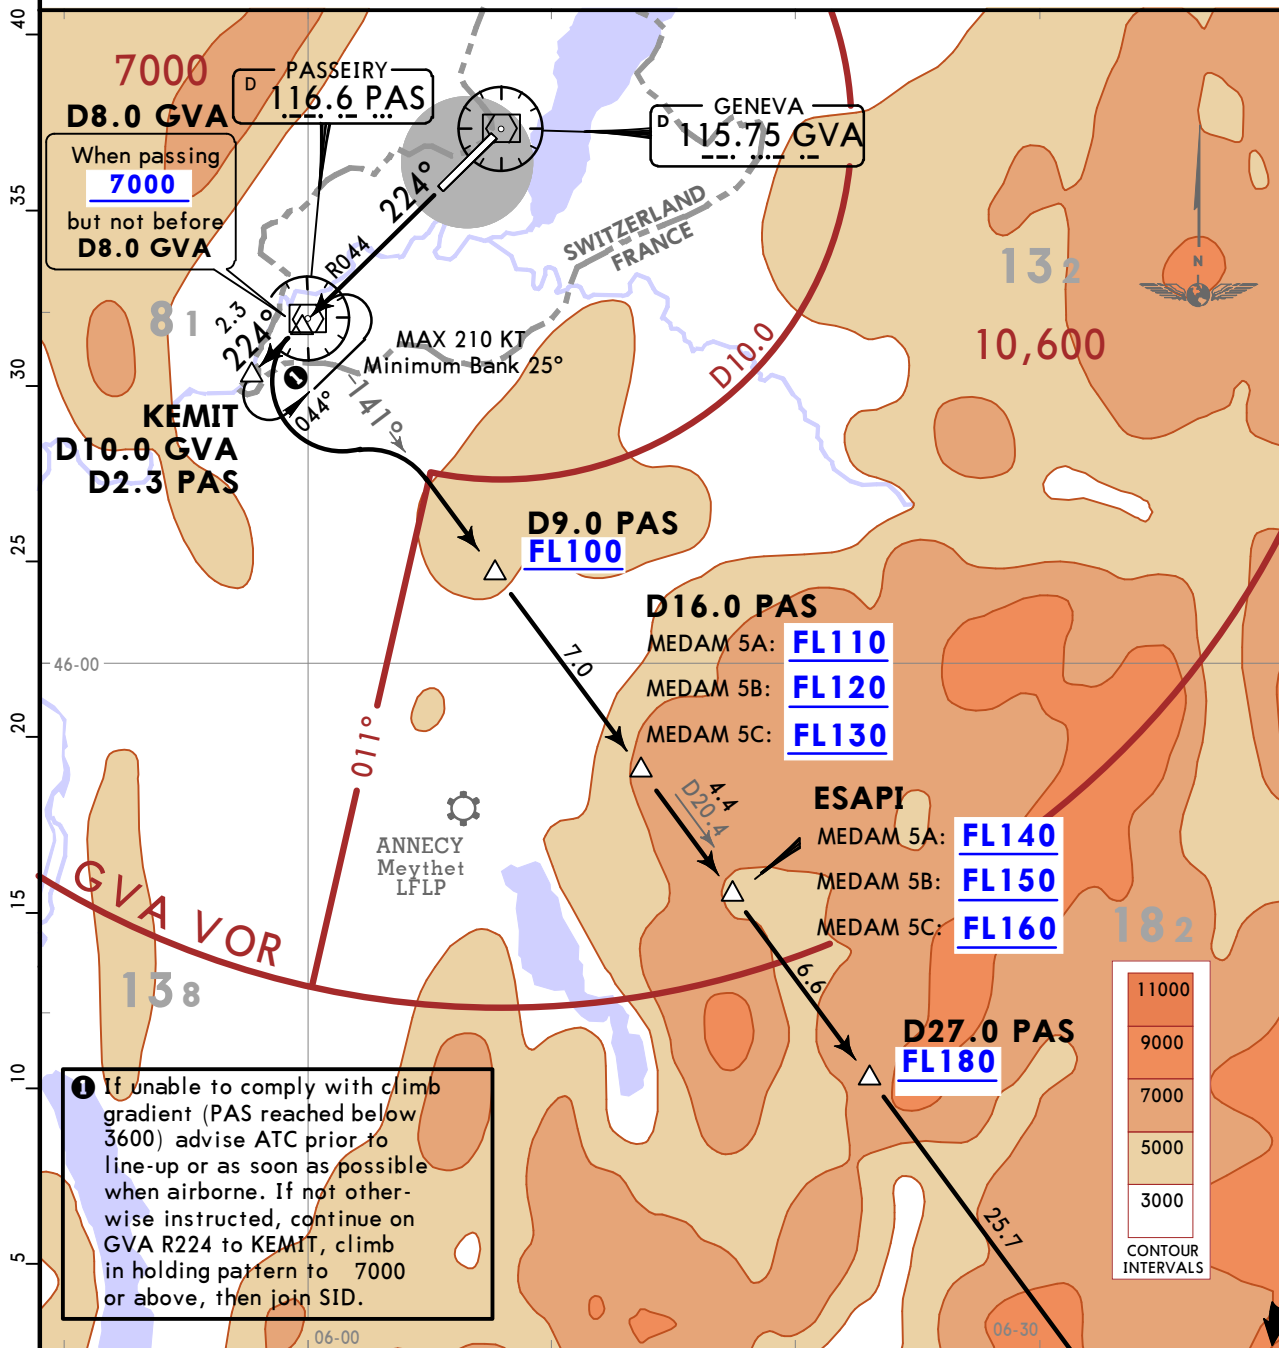 40
35
30
25
20
15
10
5
7000
D8.0 GVA
When passing
7000
but not before
D8.0 GVA
PASSEIRY
D 116.6 PAS
GENEVA
D 115.75 GVA
224°
R044
SWITZERLAND
FRANCE
13 2
10,600
N
8 1
2.3
224°
1
044°
MAX 210 KT
Minimum Bank 25°
141°
D10.0
KEMIT
D10.0 GVA
D2.3 PAS
D9.0 PAS
FL100
46-00
7.0
D16.0 PAS
MEDAM 5A: FL110
MEDAM 5B: FL120
MEDAM 5C: FL130
011°
4.4
D20.4
ESAPI
MEDAM 5A: FL140
MEDAM 5B: FL150
MEDAM 5C: FL160
ANNECY
Meythet
LFLP
GVA VOR
13 8
18 2
6.6
D27.0 PAS
FL180
25.7
1 If unable to comply with climb
gradient (PAS reached below
3600) advise ATC prior to
line-up or as soon as possible
when airborne. If not other-
wise instructed, continue on
GVA R224 to KEMIT, climb
in holding pattern to 7000
or above, then join SID.
11000
9000
7000
5000
3000
CONTOUR
INTERVALS
06-00
06-30